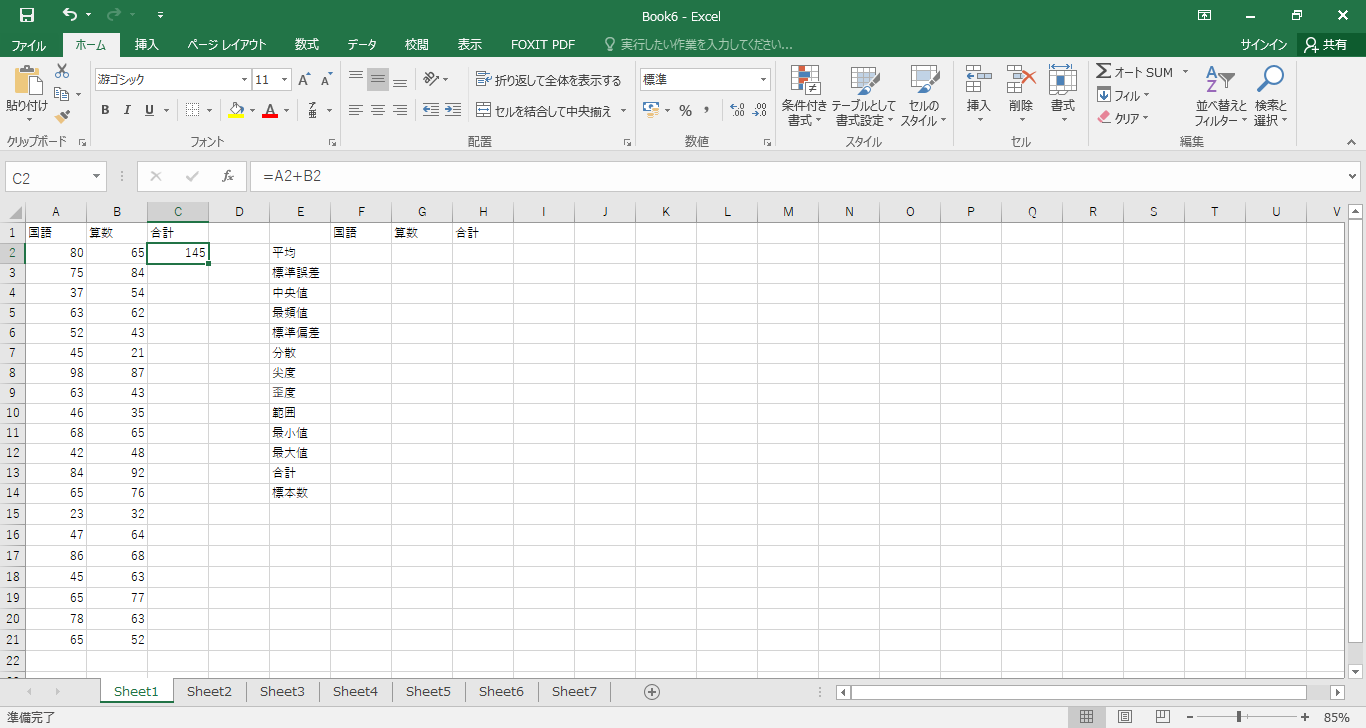 Book6 - Excel
ファイル ホーム 挿入 ページ レイアウト 数式 データ 校閲 表示 FOXIT PDF 実行したい作業を入力してください... サインイン 共有
貼り付け 游ゴシック 11 折り返して全体を表示する 標準 条件付き書式 テーブルとして書式設定 セルのスタイル 挿入 削除 書式 オート SUM 並べ替えとフィルター 検索と選択
B I U A 亜 セルを結合して中央揃え % フィル
クリア
クリップボード フォント 配置 数値 スタイル セル 編集
C2 fx =A2+B2
A B C D E F G H I J K L M N O P Q R S T U V
1 国語 算数 合計 国語 算数 合計
2 80 65 145 平均
3 75 84 標準誤差
4 37 54 中央値
5 63 62 最頻値
6 52 43 標準偏差
7 45 21 分散
8 98 87 尖度
9 63 43 歪度
10 46 35 範囲
11 68 65 最小値
12 42 48 最大値
13 84 92 合計
14 65 76 標本数
15 23 32
16 47 64
17 86 68
18 45 63
19 65 77
20 78 63
21 65 52
22
Sheet1 Sheet2 Sheet3 Sheet4 Sheet5 Sheet6 Sheet7
準備完了 85%